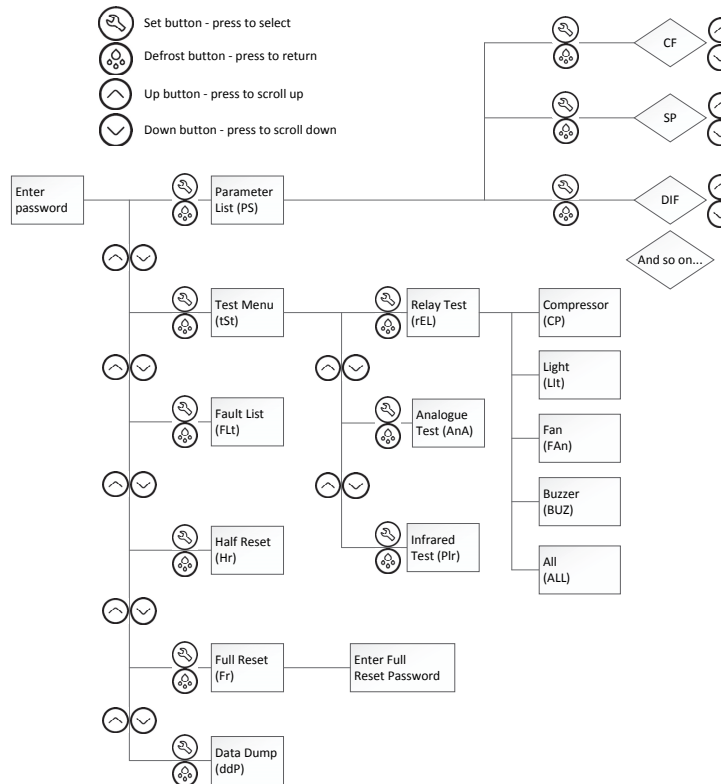 Set button - press to select
Defrost button - press to return
Up button - press to scroll up
Down button - press to scroll down
CF
SP
Enter
password
Parameter
List (PS)
DIF
And so on...
Test Menu
(tSt)
Relay Test
(rEL)
Compressor
(CP)
Light
(LIt)
Fault List
(FLt)
Analogue
Test (AnA)
Fan
(FAn)
Buzzer
(BUZ)
Half Reset
(Hr)
Infrared
Test (PIr)
All
(ALL)
Full Reset
(Fr)
Enter Full
Reset Password
Data Dump
(ddP)